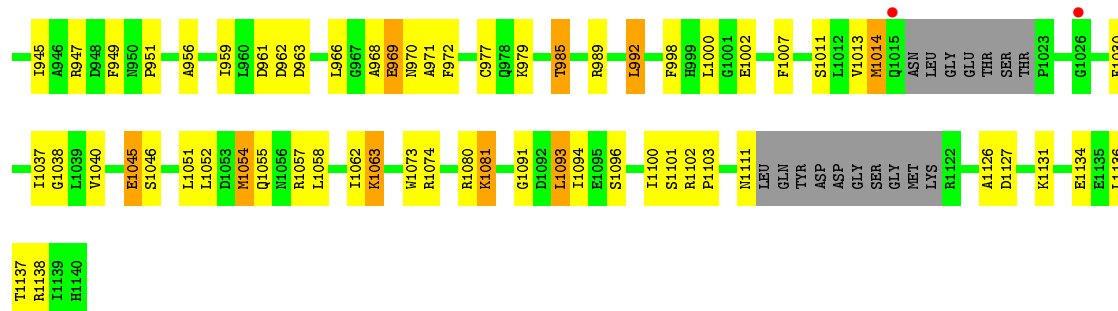 I945 A946 R947 D948 F949 N950 P951 A956 I959 L960 D961 D962 D963 L966 G967 A968 E969 N970 A971 F972 C977 Q978 K979 T985 R989 L992 F998 H999 L1000 G1001 E1002 F1007 S1011 L1012 V1013 M1014 Q1015 ASN LEU GLY GLU THR SER THR P1023 G1026 E1030
I1037 G1038 L1039 V1040 E1045 S1046 L1051 L1052 D1053 M1054 Q1055 N1056 R1057 L1058 I1062 K1063 W1073 R1074 R1080 K1081 G1091 D1092 L1093 I1094 E1095 S1096 I1100 S1101 R1102 P1103 N1111 LEU GLN TYR ASP ASP GLY SER GLY MET LYS R1122 A1126 D1127 K1131 E1134 E1135 L1136
T1137 R1138 I1139 H1140